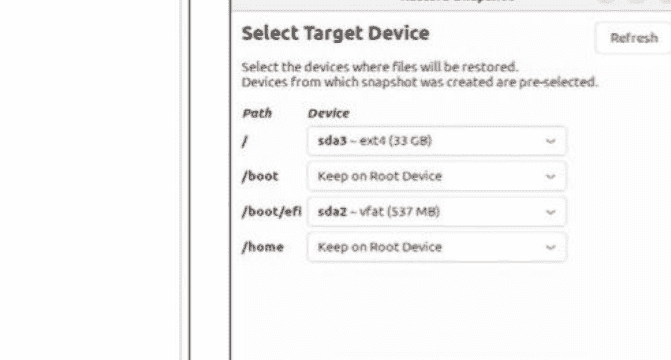 Select Target Device
Refresh
Select the devices where files will be restored.
Devices from which snapshot was created are pre-selected.
Path Device
/ sda3 ~ ext4 (33 GB)
/boot Keep on Root Device
/boot/efi sda2 ~ vfat (537 MB)
/home Keep on Root Device